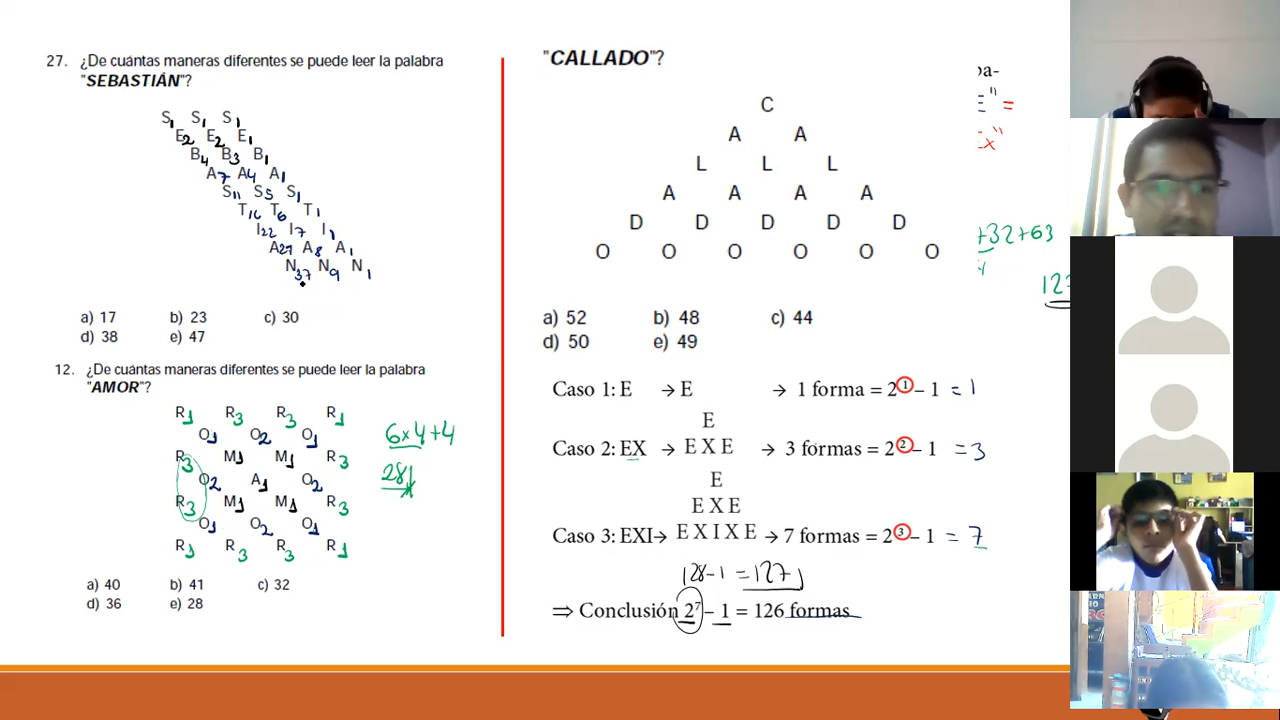 27. ¿De cuántas maneras diferentes se puede leer la palabra
"SEBASTIÁN"?
S1 S1 S1
E2 E2 E1
B4 B3 B1
A7 A4 A1
S11 S5 S1
T16 T6 T1
I22 I7 I1
A29 A8 A1
N37 N9 N1
a) 17 b) 23 c) 30
d) 38 e) 47
12. ¿De cuántas maneras diferentes se puede leer la palabra
"AMOR"?
R1 R3 R3 R1
O1 O2 O1
R3 M1 M1 R3
O2 A1 O2
R3 M1 M1 R3
O1 O2 O1
R1 R3 R3 R1
6x4+4
28
a) 40 b) 41 c) 32
d) 36 e) 28
"CALLADO"?
C
A A
L L L
A A A A
D D D D D
O O O O O O
a) 52 b) 48 c) 44
d) 50 e) 49
Caso 1: E → E → 1 forma = 2¹ – 1 = 1
E
Caso 2: EX → E X E → 3 formas = 2² – 1 = 3
E
E X E
Caso 3: EXI→ E X I X E → 7 formas = 2³ – 1 = 7
128-1 = 127
⇒ Conclusión 2⁷ – 1 = 126 formas
E" =
Ex"
+32+63